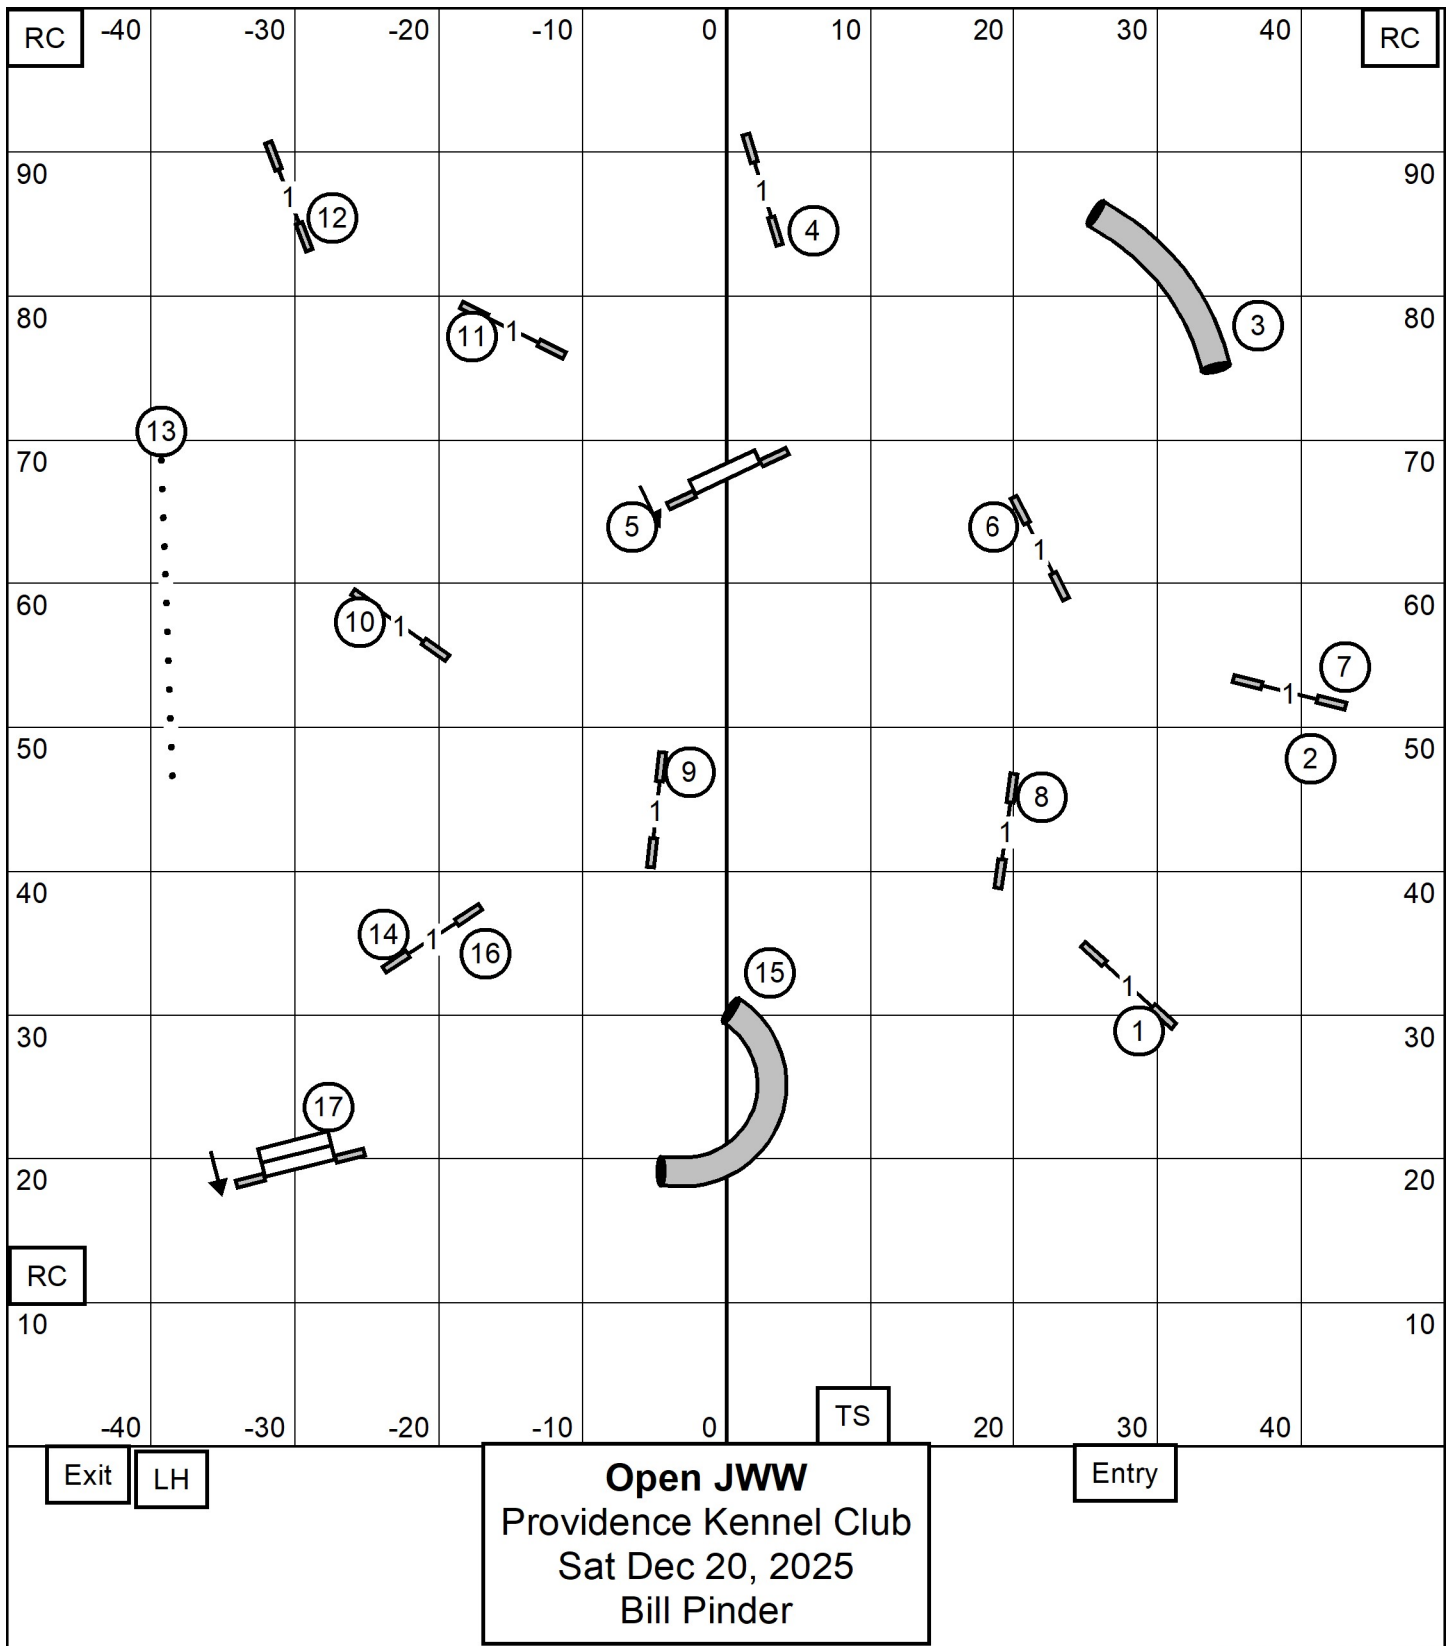 RC -40 -30 -20 -10 0 10 20 30 40 RC
90 90
1 12 1 4
80 11 1 3 80
13
70 70
5 6 1
60 10 1 60
7
1
50 2 50
9 8
1 1
40 40
14 1 16 15 1
30 1 30
17
20 20
RC
10 10
-40 -30 -20 -10 0 TS 20 30 40
Exit LH Entry
Open JWW
Providence Kennel Club
Sat Dec 20, 2025
Bill Pinder